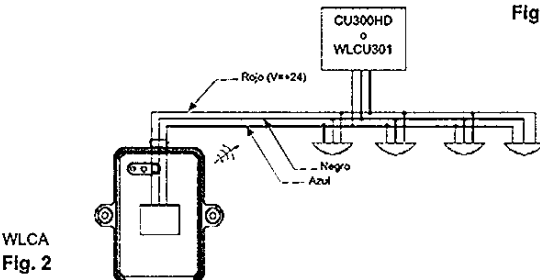 Fig
CU300HD
o
WLCU301
Rojo (V=+24)
Negro
Azul
WLCA
Fig. 2